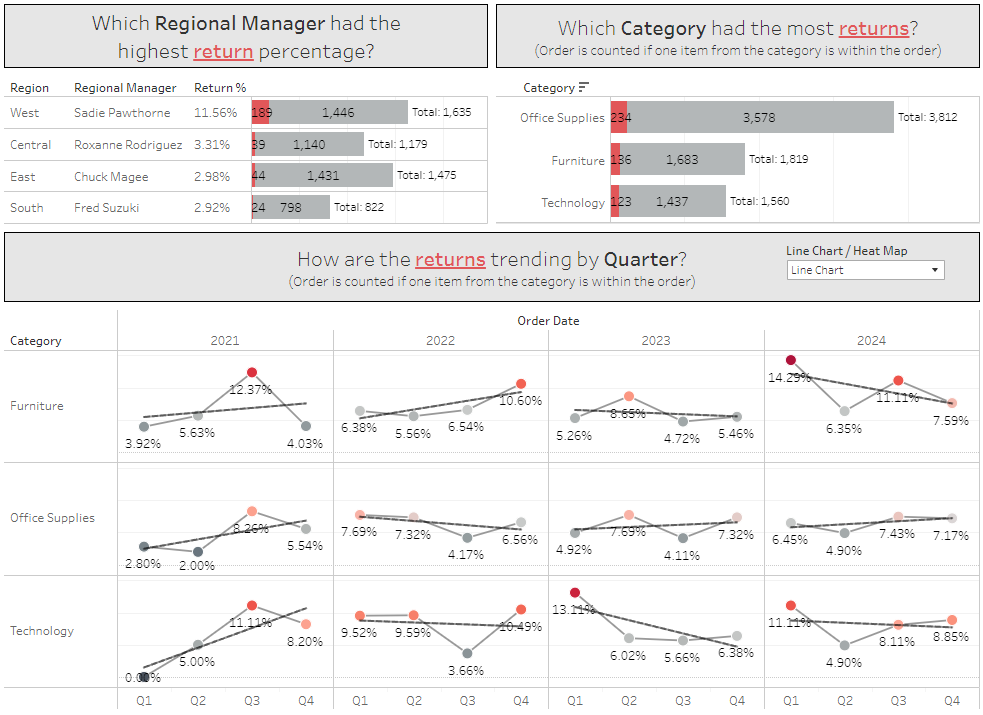 Which Regional Manager had the
highest return percentage?
Which Category had the most returns?
(Order is counted if one item from the category is within the order)
Region Regional Manager Return %
West Sadie Pawthorne 11.56% 189 1,446 Total: 1,635
Central Roxanne Rodriguez 3.31% 39 1,140 Total: 1,179
East Chuck Magee 2.98% 44 1,431 Total: 1,475
South Fred Suzuki 2.92% 24 798 Total: 822
Category
Office Supplies 234 3,578 Total: 3,812
Furniture 136 1,683 Total: 1,819
Technology 123 1,437 Total: 1,560
How are the returns trending by Quarter?
(Order is counted if one item from the category is within the order)
Line Chart / Heat Map
Line Chart
Order Date
Category 2021 2022 2023 2024
Furniture
3.92% 5.63% 12.37% 4.03% 6.38% 5.56% 6.54% 10.60% 5.26% 8.65% 4.72% 5.46% 14.29% 6.35% 11.11% 7.59%
Office Supplies
2.80% 2.00% 8.26% 5.54% 7.69% 7.32% 4.17% 6.56% 4.92% 7.69% 4.11% 7.32% 6.45% 4.90% 7.43% 7.17%
Technology
0.00% 5.00% 11.11% 8.20% 9.52% 9.59% 3.66% 10.49% 13.11% 6.02% 5.66% 6.38% 11.11% 4.90% 8.11% 8.85%
Q1 Q2 Q3 Q4 Q1 Q2 Q3 Q4 Q1 Q2 Q3 Q4 Q1 Q2 Q3 Q4